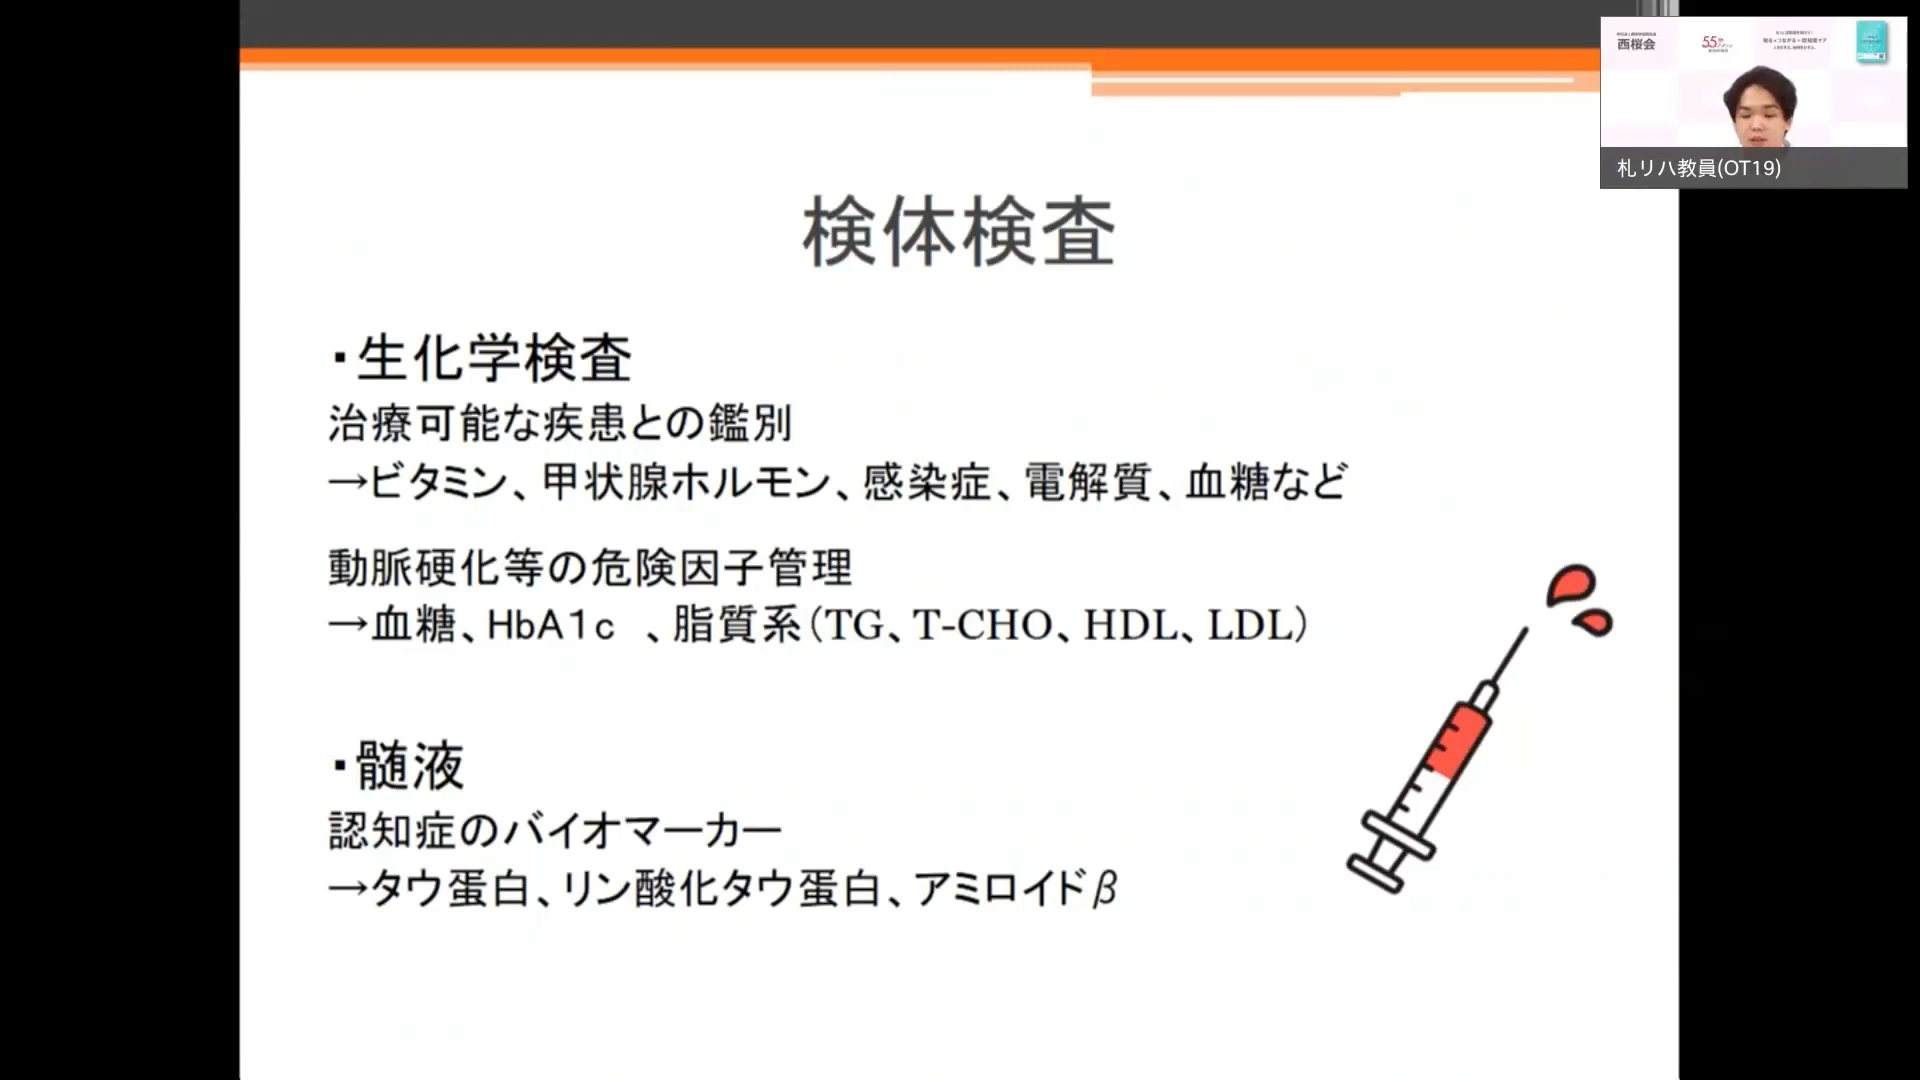 検体検査
・生化学検査
治療可能な疾患との鑑別
→ビタミン、甲状腺ホルモン、感染症、電解質、血糖など
動脈硬化等の危険因子管理
→血糖、HbA1c 、脂質系(TG、T-CHO、HDL、LDL)
・髄液
認知症のバイオマーカー
→タウ蛋白、リン酸化タウ蛋白、アミロイドβ
西桜会
55th
札リハ教員(OT19)